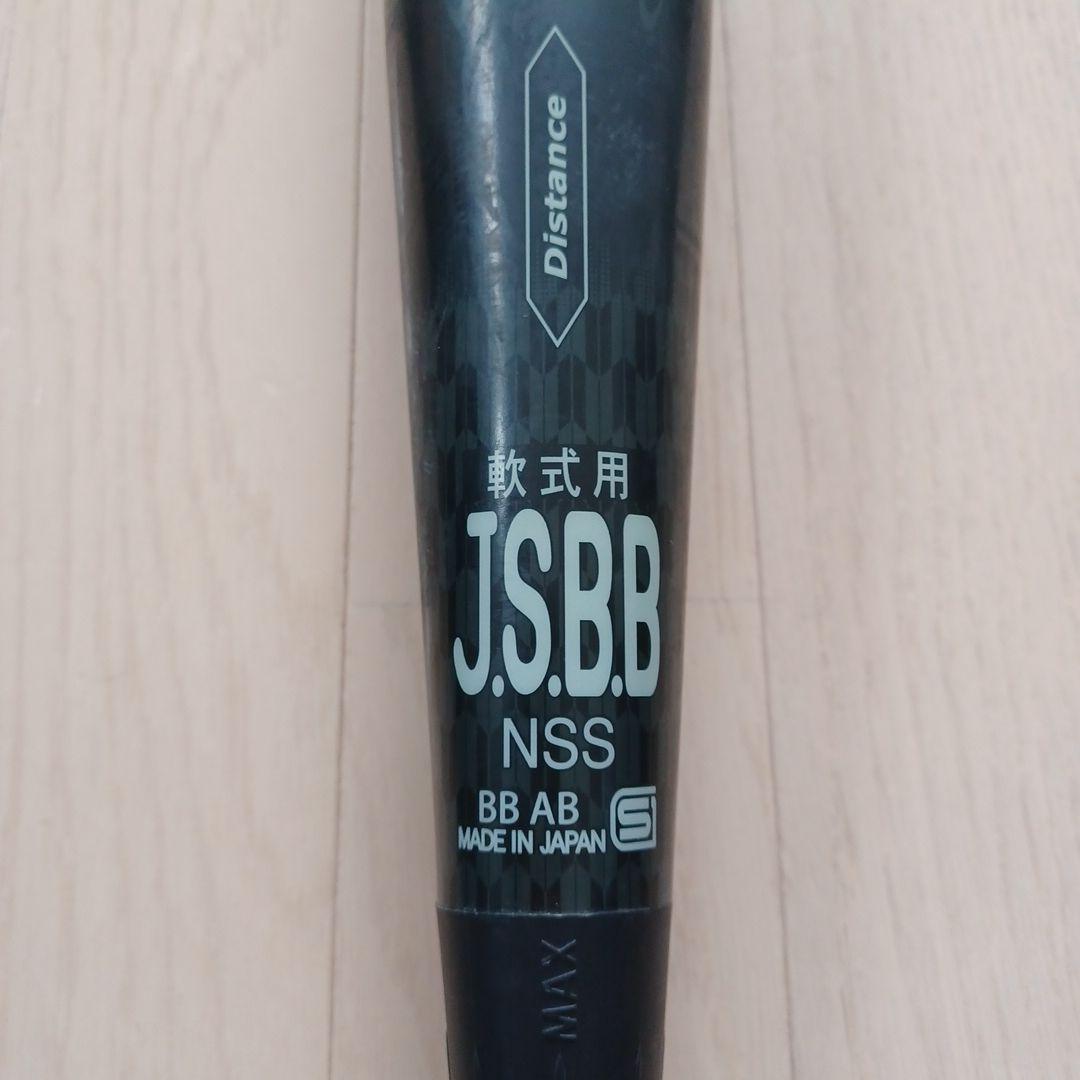 Distance
軟式用
J.S.B.B
NSS
BB AB
MADE IN JAPAN
MAX